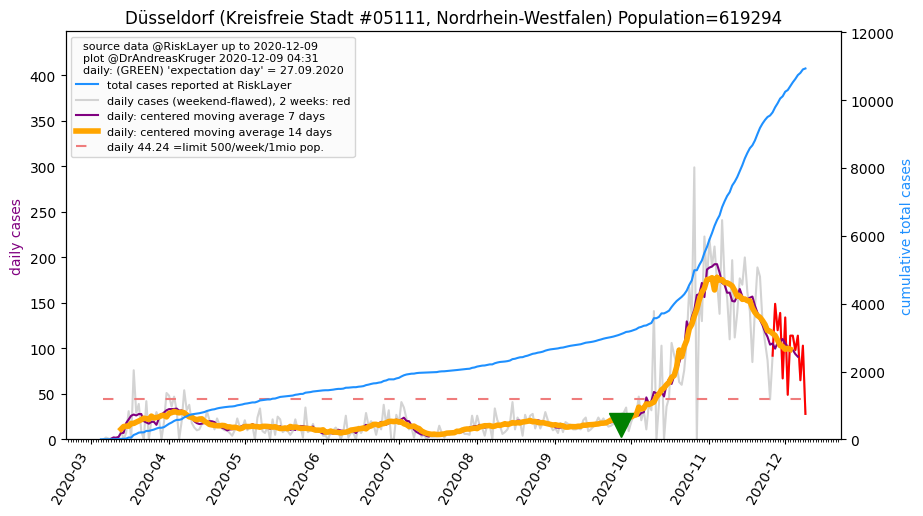 Düsseldorf (Kreisfreie Stadt #05111, Nordrhein-Westfalen) Population=619294
source data @RiskLayer up to 2020-12-09
plot @DrAndreasKruger 2020-12-09 04:31
daily: (GREEN) 'expectation day' = 27.09.2020
total cases reported at RiskLayer
daily cases (weekend-flawed), 2 weeks: red
daily: centered moving average 7 days
daily: centered moving average 14 days
daily 44.24 =limit 500/week/1mio pop.
daily cases
400
350
300
250
200
150
100
50
0
12000
10000
8000
6000
4000
2000
0
cumulative total cases
2020-03
2020-04
2020-05
2020-06
2020-07
2020-08
2020-09
2020-10
2020-11
2020-12